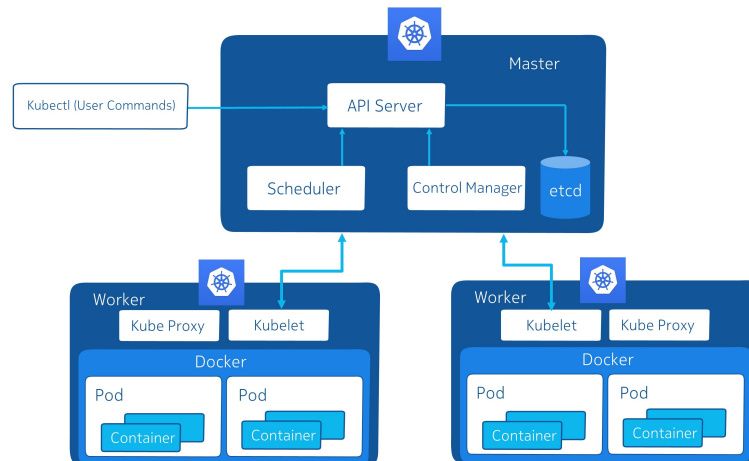 Master
Kubectl (User Commands)
API Server
Scheduler
Control Manager
etcd
Worker
Kube Proxy
Kubelet
Docker
Pod
Container
Pod
Container
Worker
Kubelet
Kube Proxy
Docker
Pod
Container
Pod
Container